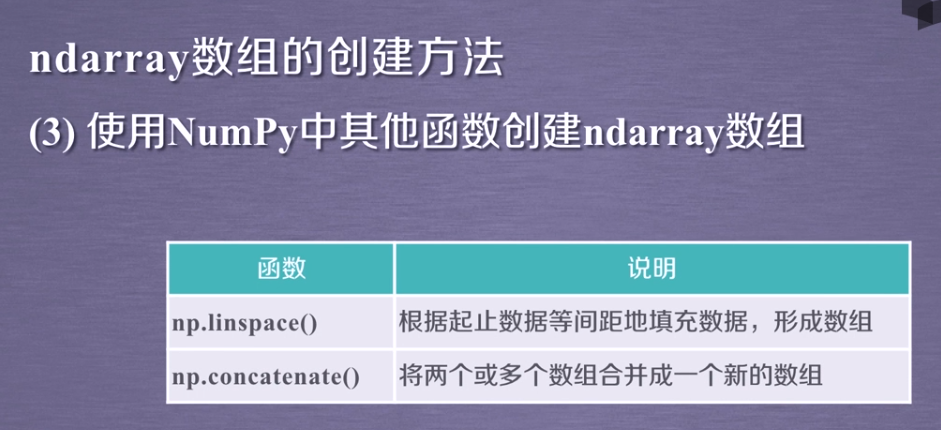 ndarray数组的创建方法
(3) 使用NumPy中其他函数创建ndarray数组
函数 说明
np.linspace() 根据起止数据等间距地填充数据，形成数组
np.concatenate() 将两个或多个数组合并成一个新的数组